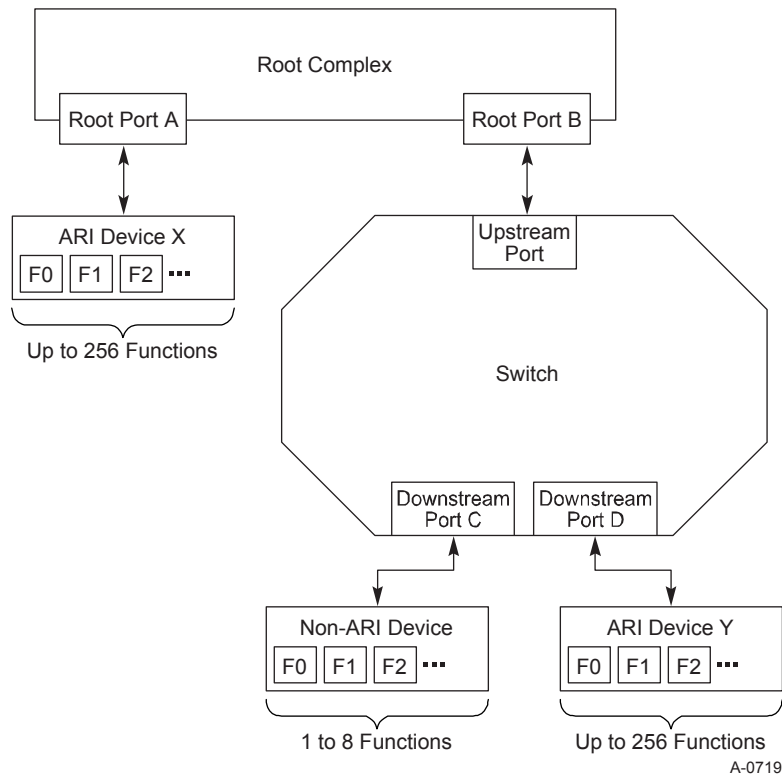 Root Complex
Root Port A
Root Port B
ARI Device X
F0 F1 F2 ...
Up to 256 Functions
Upstream
Port
Switch
Downstream
Port C
Downstream
Port D
Non-ARI Device
F0 F1 F2 ...
1 to 8 Functions
ARI Device Y
F0 F1 F2 ...
Up to 256 Functions
A-0719